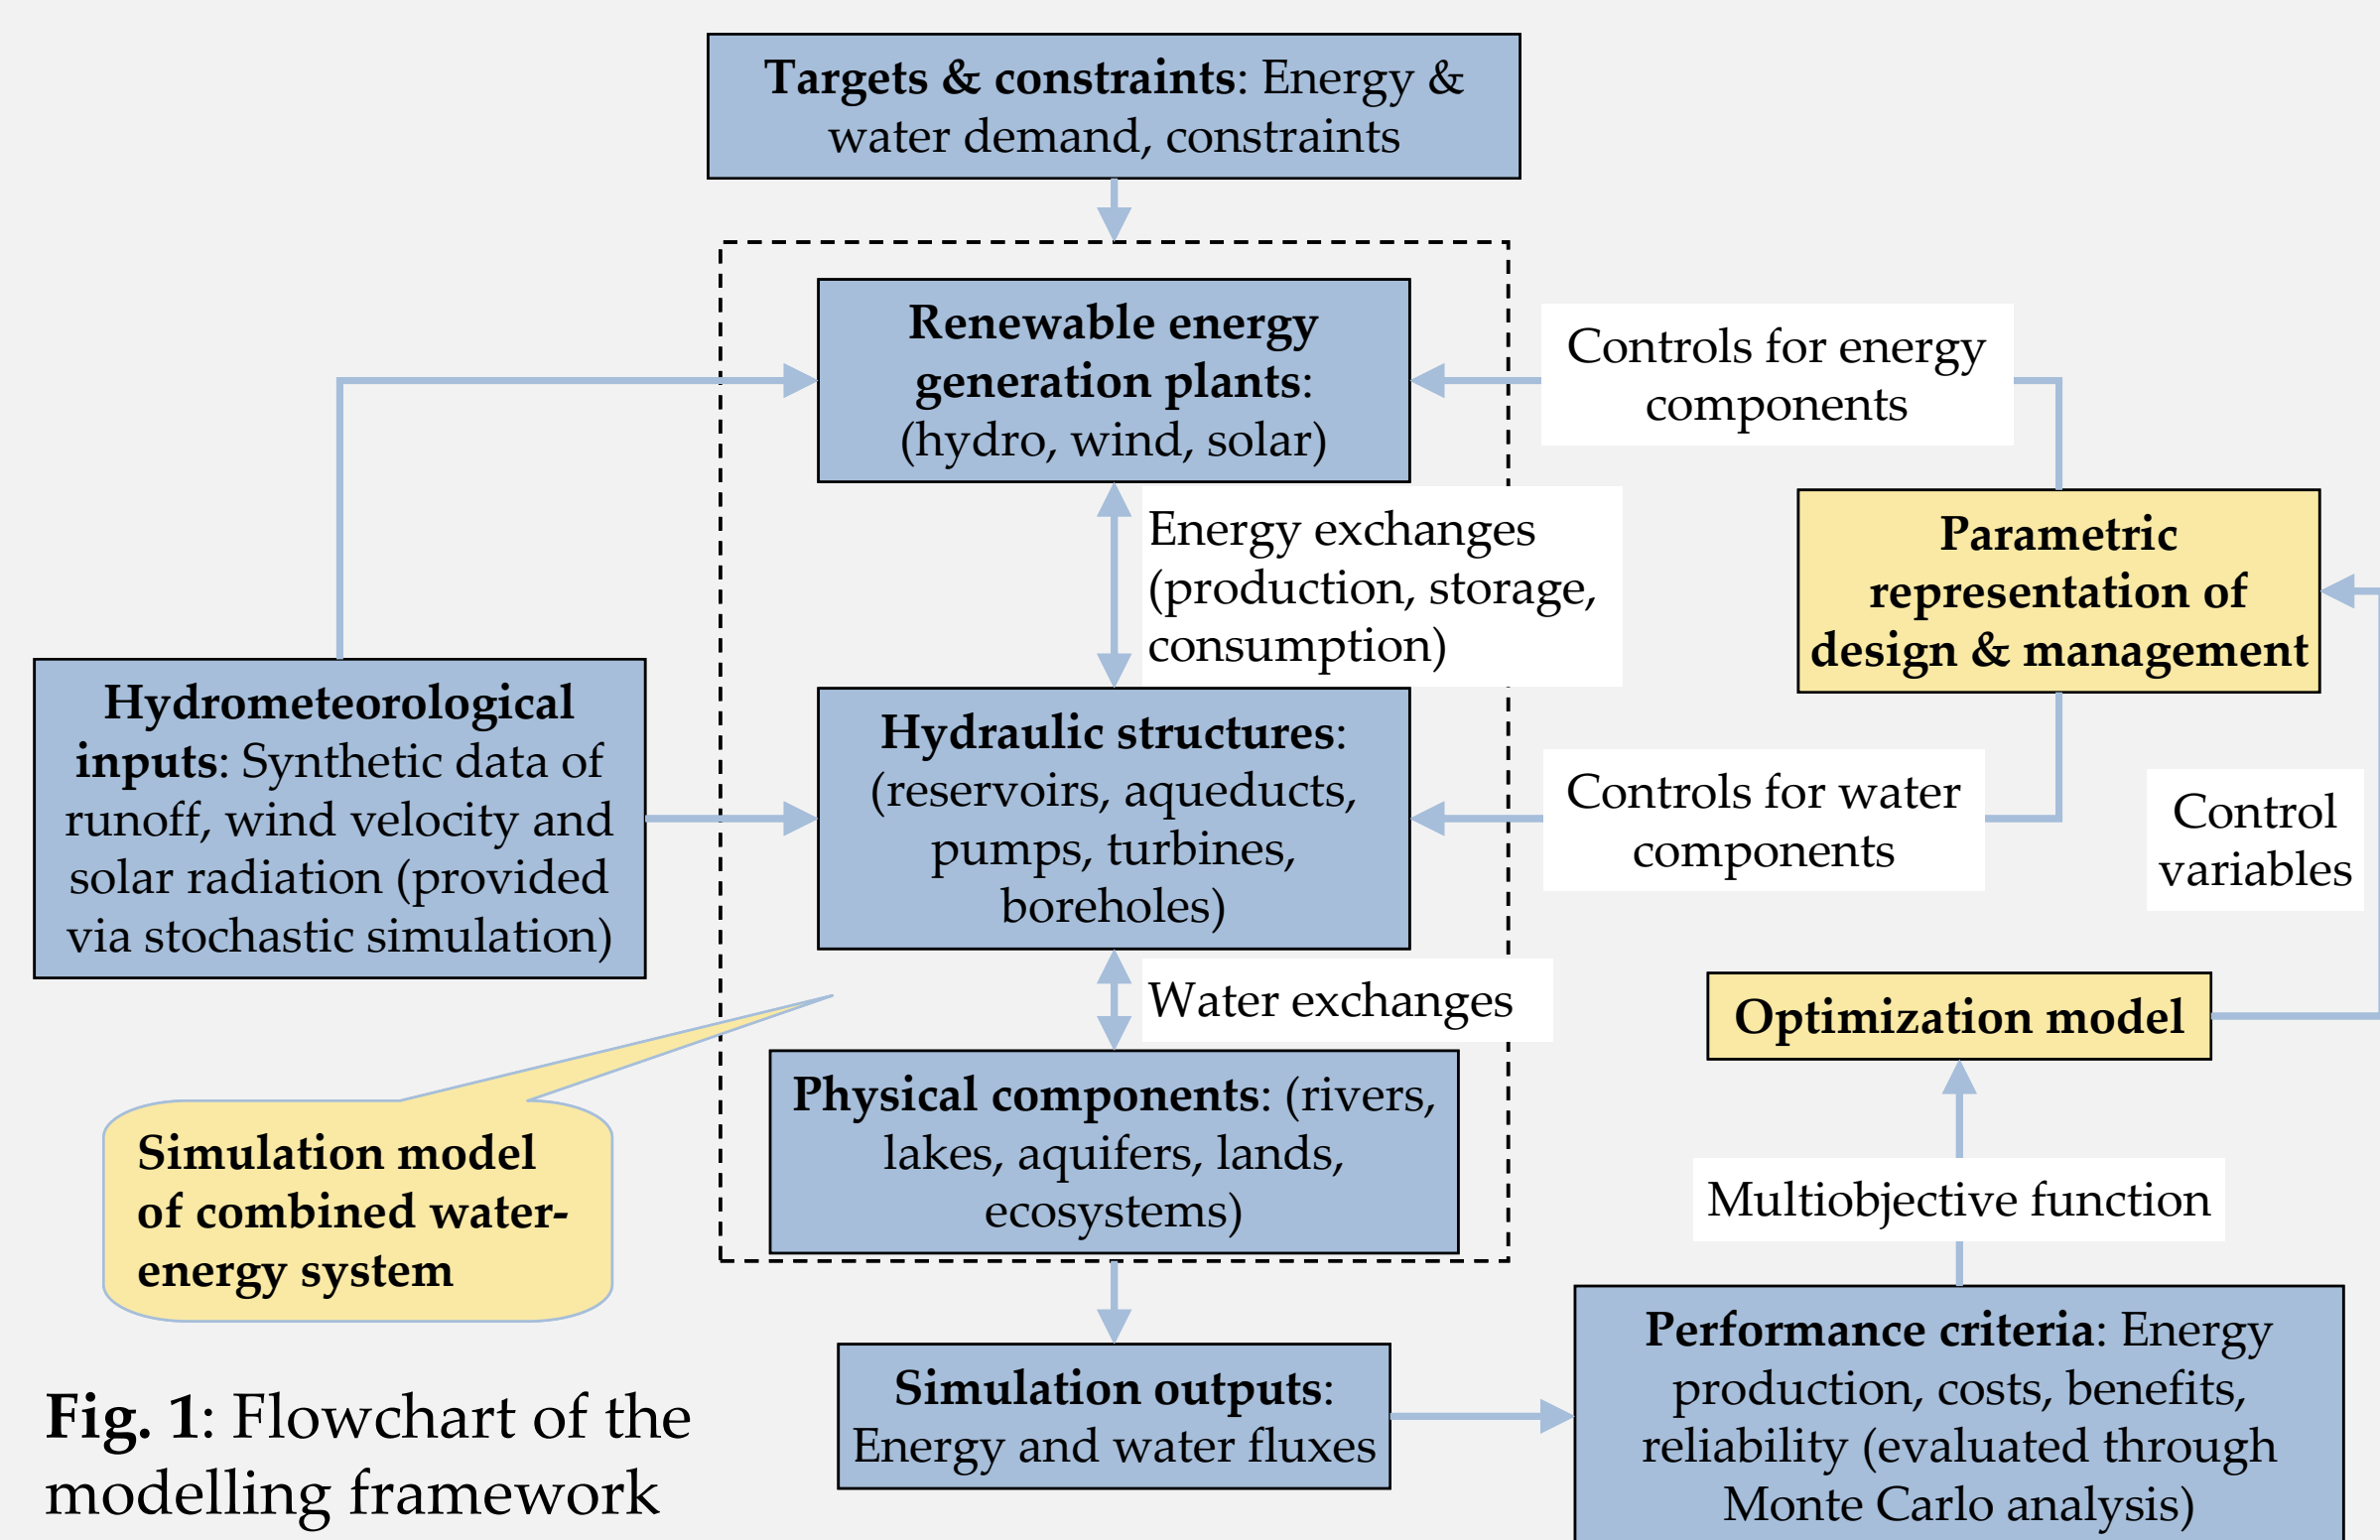 Targets & constraints: Energy &
water demand, constraints
Renewable energy
generation plants:
(hydro, wind, solar)
Controls for energy
components
Energy exchanges
(production, storage,
consumption)
Parametric
representation of
design & management
Hydrometeorological
inputs: Synthetic data of
runoff, wind velocity and
solar radiation (provided
via stochastic simulation)
Hydraulic structures:
(reservoirs, aqueducts,
pumps, turbines,
boreholes)
Controls for water
components
Control
variables
Water exchanges
Optimization model
Physical components: (rivers,
lakes, aquifers, lands,
ecosystems)
Simulation model
of combined water-
energy system
Multiobjective function
Simulation outputs:
Energy and water fluxes
Performance criteria: Energy
production, costs, benefits,
reliability (evaluated through
Monte Carlo analysis)
Fig. 1: Flowchart of the
modelling framework